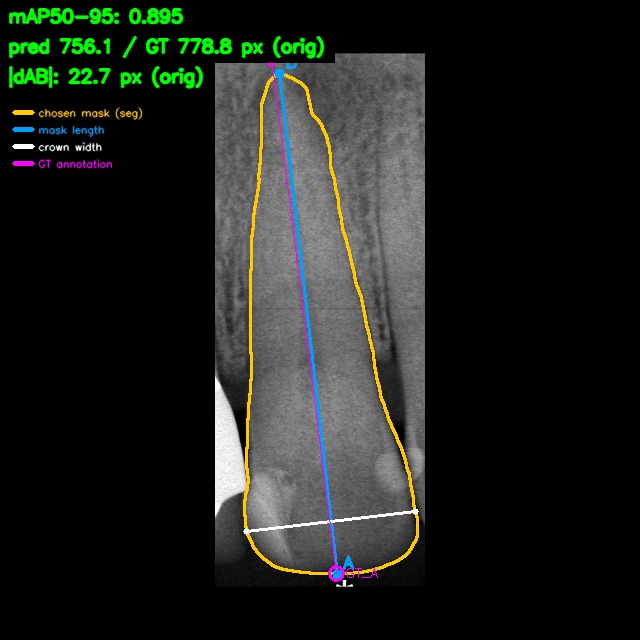 mAP50-95: 0.895
pred 756.1 / GT 778.8 px (orig)
|dAB|: 22.7 px (orig)
chosen mask (seg)
mask length
crown width
GT annotation
A
GT_A